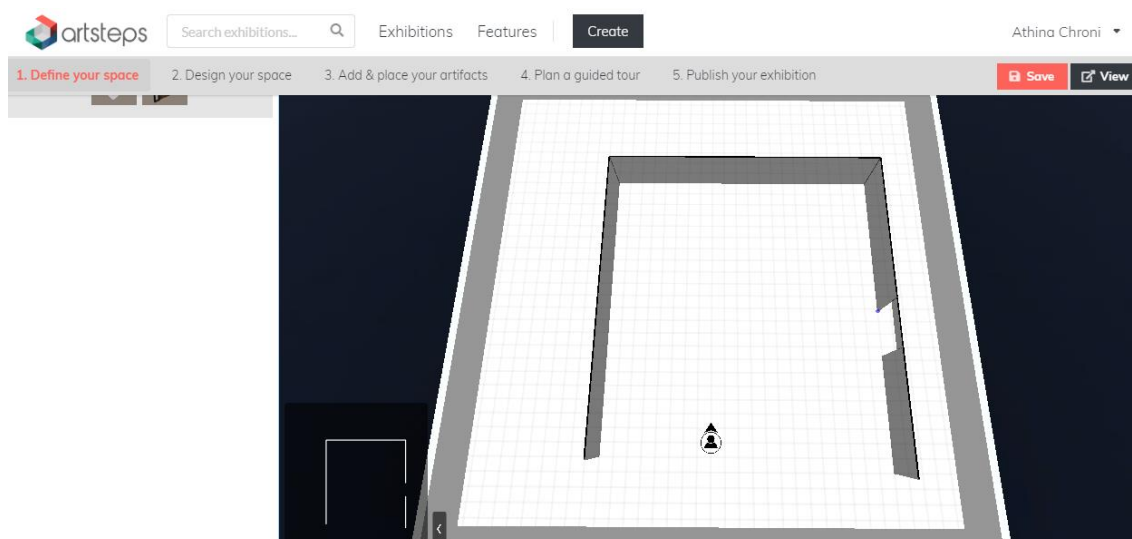 artsteps Search exhibitions... Exhibitions Features Create Athina Chroni
1. Define your space 2. Design your space 3. Add & place your artifacts 4. Plan a guided tour 5. Publish your exhibition Save View